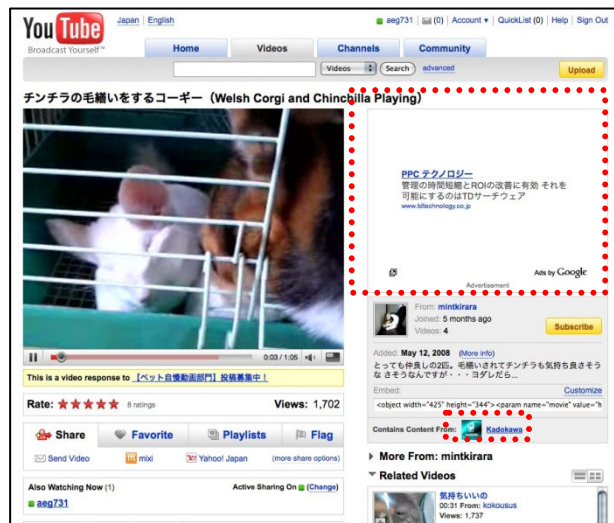 You Tube
Broadcast Yourself™
Japan | English
aeg731 | (0) | Account ▼ | QuickList (0) | Help | Sign Out
Home
Videos
Channels
Community
Videos
Search
advanced
Upload
チンチラの毛繕いをするコーギー（Welsh Corgi and Chinchilla Playing）
PPC テクノロジー
管理の時間短縮とROIの改善に有効 それを
可能にするのはTDサーチウェア
www.tdtechnology.co.jp
Ads by Google
Advertisement
From: mintkirara
Joined: 5 months ago
Videos: 4
Subscribe
Added: May 12, 2008 (More info)
とっても仲良しの2匹。毛繕いされてチンチラも気持ち良さそう
な さそうなんですが・・・ヨダレだら...
Embed:
Customize
<object width="425" height="344"><param name="movie" value="h
Contains Content From: Kadokawa
0:03 / 1:05
This is a video response to 【ペット自慢動画部門】投稿募集中！
Rate: ★★★★★ 8 ratings
Views: 1,702
Share
Favorite
Playlists
Flag
Send Video
mixi
Yahoo! Japan
(more share options)
Also Watching Now (1)
Active Sharing On (Change)
aeg731
More From: mintkirara
Related Videos
気持ちいいの
00:31 From: kokousus
Views: 1,737